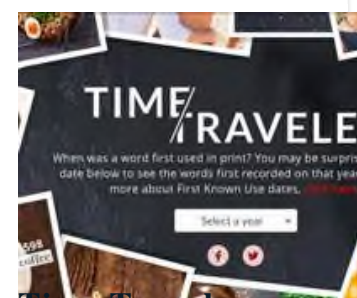 TIME
TRAVELE
When was a word first used in print? You may be surpris
date below to see the words first recorded on that yea
more about First Known Use dates,
Select a year
$98
coffee